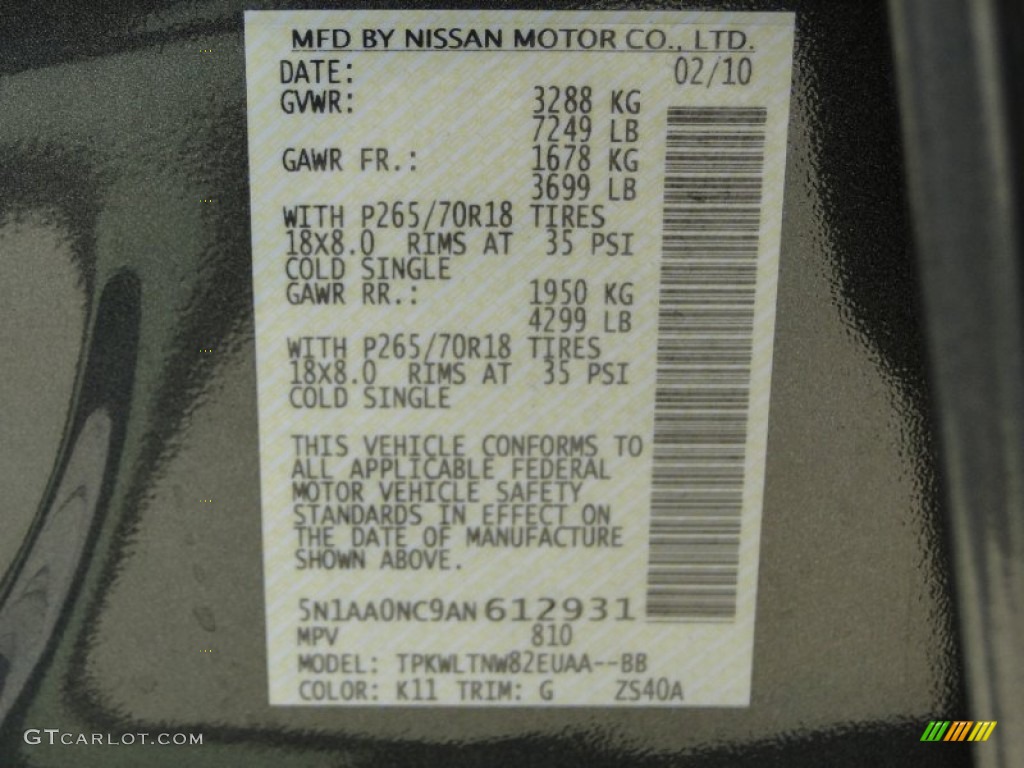 MFD BY NISSAN MOTOR CO., LTD.
DATE: 02/10
GVWR: 3288 KG
7249 LB
GAWR FR.: 1678 KG
3699 LB
WITH P265/70R18 TIRES
18X8.0 RIMS AT 35 PSI
COLD SINGLE
GAWR RR.: 1950 KG
4299 LB
WITH P265/70R18 TIRES
18X8.0 RIMS AT 35 PSI
COLD SINGLE
THIS VEHICLE CONFORMS TO
ALL APPLICABLE FEDERAL
MOTOR VEHICLE SAFETY
STANDARDS IN EFFECT ON
THE DATE OF MANUFACTURE
SHOWN ABOVE.
5N1AA0NC9AN612931
MPV 810
MODEL: TPKWLTNW82EUAA--BB
COLOR: K11 TRIM: G ZS40A
GTCARLOT.COM